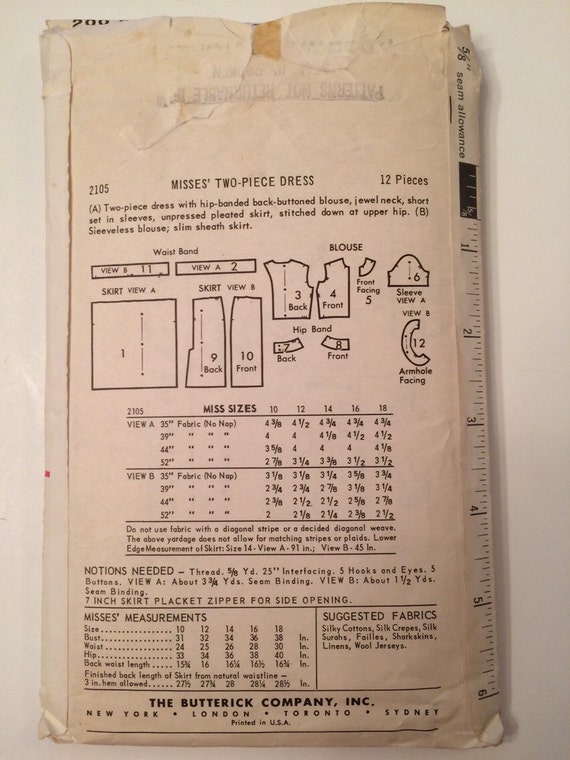 PATTERNS NOT RETURNABLE
5/8" seam allowance
2105 MISSES' TWO-PIECE DRESS 12 Pieces
(A) Two-piece dress with hip-banded back-buttoned blouse, jewel neck, short
set in sleeves, unpressed pleated skirt, stitched down at upper hip. (B)
Sleeveless blouse; slim sheath skirt.
Waist Band
VIEW B 11
VIEW A 2
BLOUSE
SKIRT VIEW A
SKIRT VIEW B
1
9 Back
10 Front
3 Back
4 Front
Front Facing 5
6
Sleeve
VIEW A
VIEW B
12
Armhole
Facing
Hip Band
7 Back
8 Front
2105 MISS SIZES 10 12 14 16 18
VIEW A 35" Fabric (No Nap) 4 3/8 4 1/2 4 3/4 4 3/4 4 3/4
39" " " " 4 4 4 1/8 4 1/2 4 1/2
44" " " " 3 5/8 4 4 4 4
52" " " " 2 7/8 3 1/4 3 3/8 3 1/2 3 1/2
VIEW B 35" Fabric (No Nap) 3 1/8 3 1/8 3 1/4 3 5/8 3 3/4
39" " " " 2 3/4 2 3/4 2 7/8 3 1/8 3 1/4
44" " " " 2 3/8 2 1/2 2 1/2 2 5/8 2 7/8
52" " " " 2 2 1/8 2 1/4 2 3/8 2 1/2
Do not use fabric with a diagonal stripe or a decided diagonal weave.
The above yardage does not allow for matching stripes or plaids. Lower
Edge Measurement of Skirt: Size 14 - View A - 91 in.; View B - 45 In.
NOTIONS NEEDED – Thread. 5/8 Yd. 25" Interfacing. 5 Hooks and Eyes. 5
Buttons. VIEW A: About 3 3/4 Yds. Seam Binding. VIEW B: About 1 1/2 Yds.
Seam Binding.
7 INCH SKIRT PLACKET ZIPPER FOR SIDE OPENING.
MISSES' MEASUREMENTS
Size 10 12 14 16 18
Bust 31 32 34 36 38 In.
Waist 24 25 26 28 30 In.
Hip 33 34 36 38 40 In.
Back waist length 15 3/4 16 16 1/4 16 1/2 16 3/4 In.
Finished back length of Skirt from natural waistline –
3 in. hem allowed 27 1/2 27 3/4 28 28 1/4 28 1/2 In.
SUGGESTED FABRICS
Silky Cottons, Silk Crepes, Silk
Surahs, Failles, Sharkskins,
Linens, Wool Jerseys.
THE BUTTERICK COMPANY, INC.
NEW YORK • LONDON • TORONTO • SYDNEY
Printed in U.S.A.
5/8
1
2
3
4
5
6